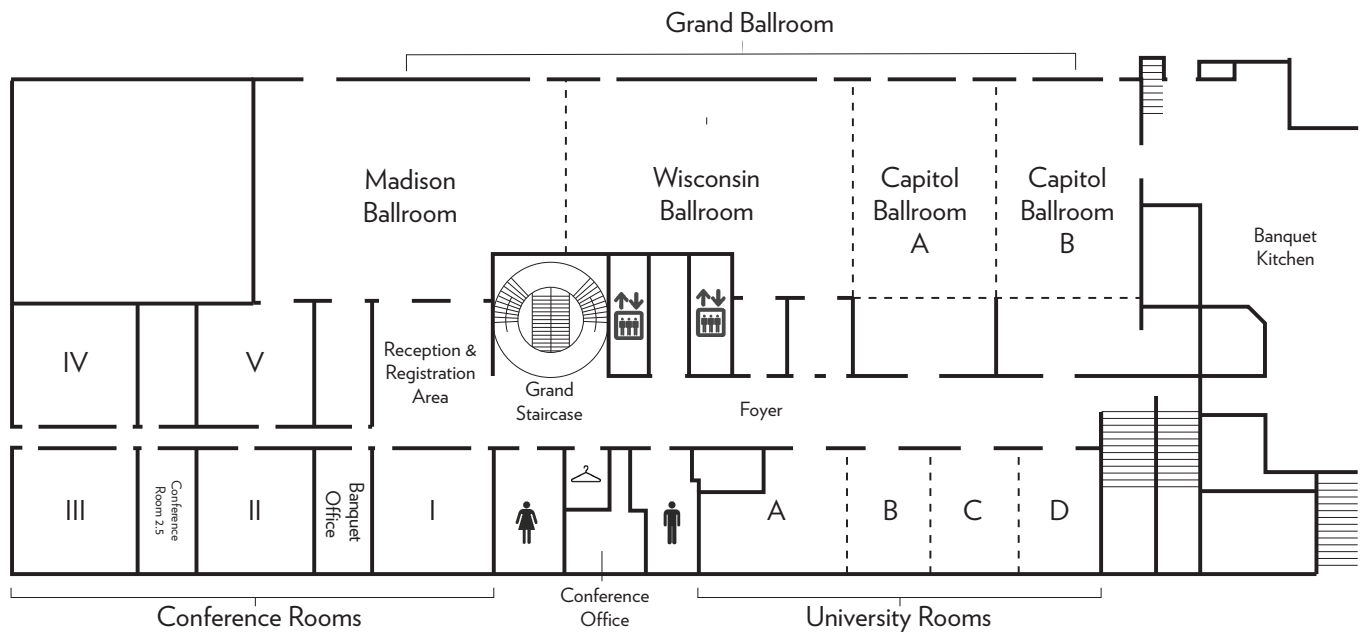 Grand Ballroom
Madison
Ballroom
Wisconsin
Ballroom
Capitol
Ballroom
A
Capitol
Ballroom
B
Banquet
Kitchen
IV
V
Reception &
Registration
Area
Grand
Staircase
Foyer
III
Conference
Room 2.5
II
Banquet
Office
I
A
B
C
D
Conference Rooms
Conference
Office
University Rooms